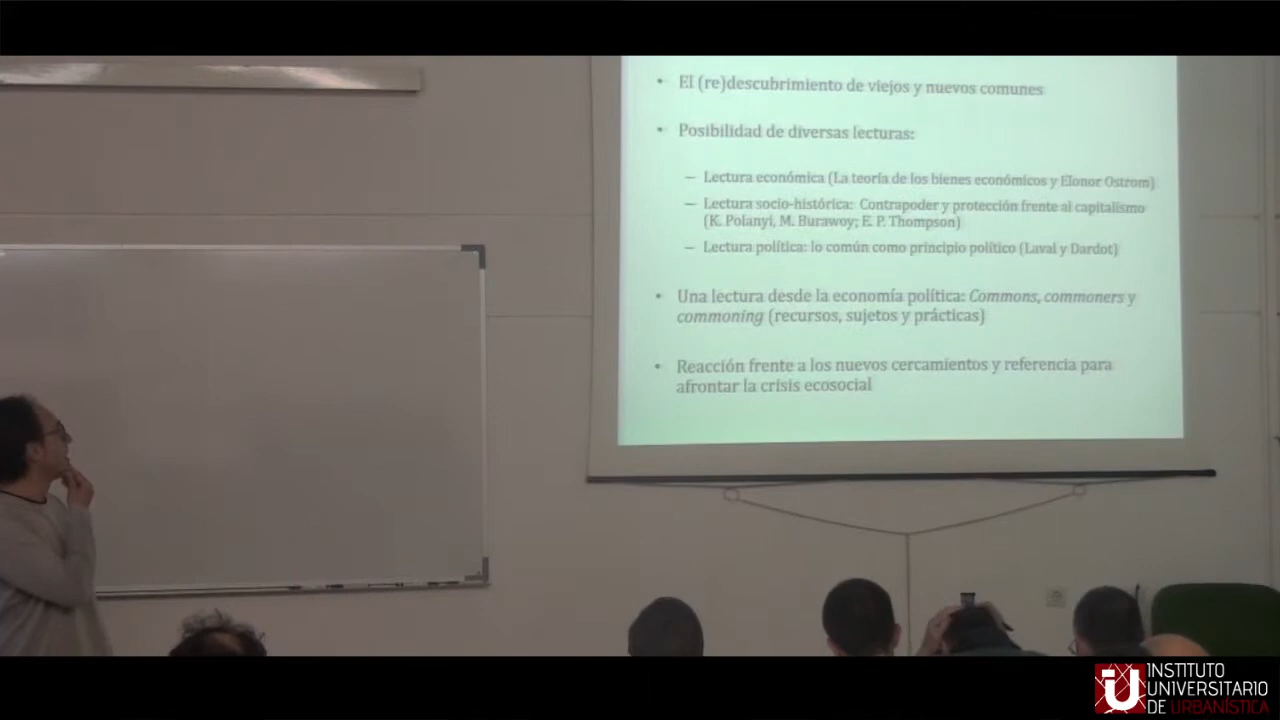 • El (re)descubrimiento de viejos y nuevos comunes
• Posibilidad de diversas lecturas:
– Lectura económica (La teoría de los bienes económicos y Elonor Ostrom)
– Lectura socio-histórica: Contrapoder y protección frente al capitalismo
(K. Polanyi, M. Burawoy; E. P. Thompson)
– Lectura política: lo común como principio político (Laval y Dardot)
• Una lectura desde la economía política: Commons, commoners y
commoning (recursos, sujetos y prácticas)
• Reacción frente a los nuevos cercamientos y referencia para
afrontar la crisis ecosocial
iU INSTITUTO
UNIVERSITARIO
DE URBANÍSTICA